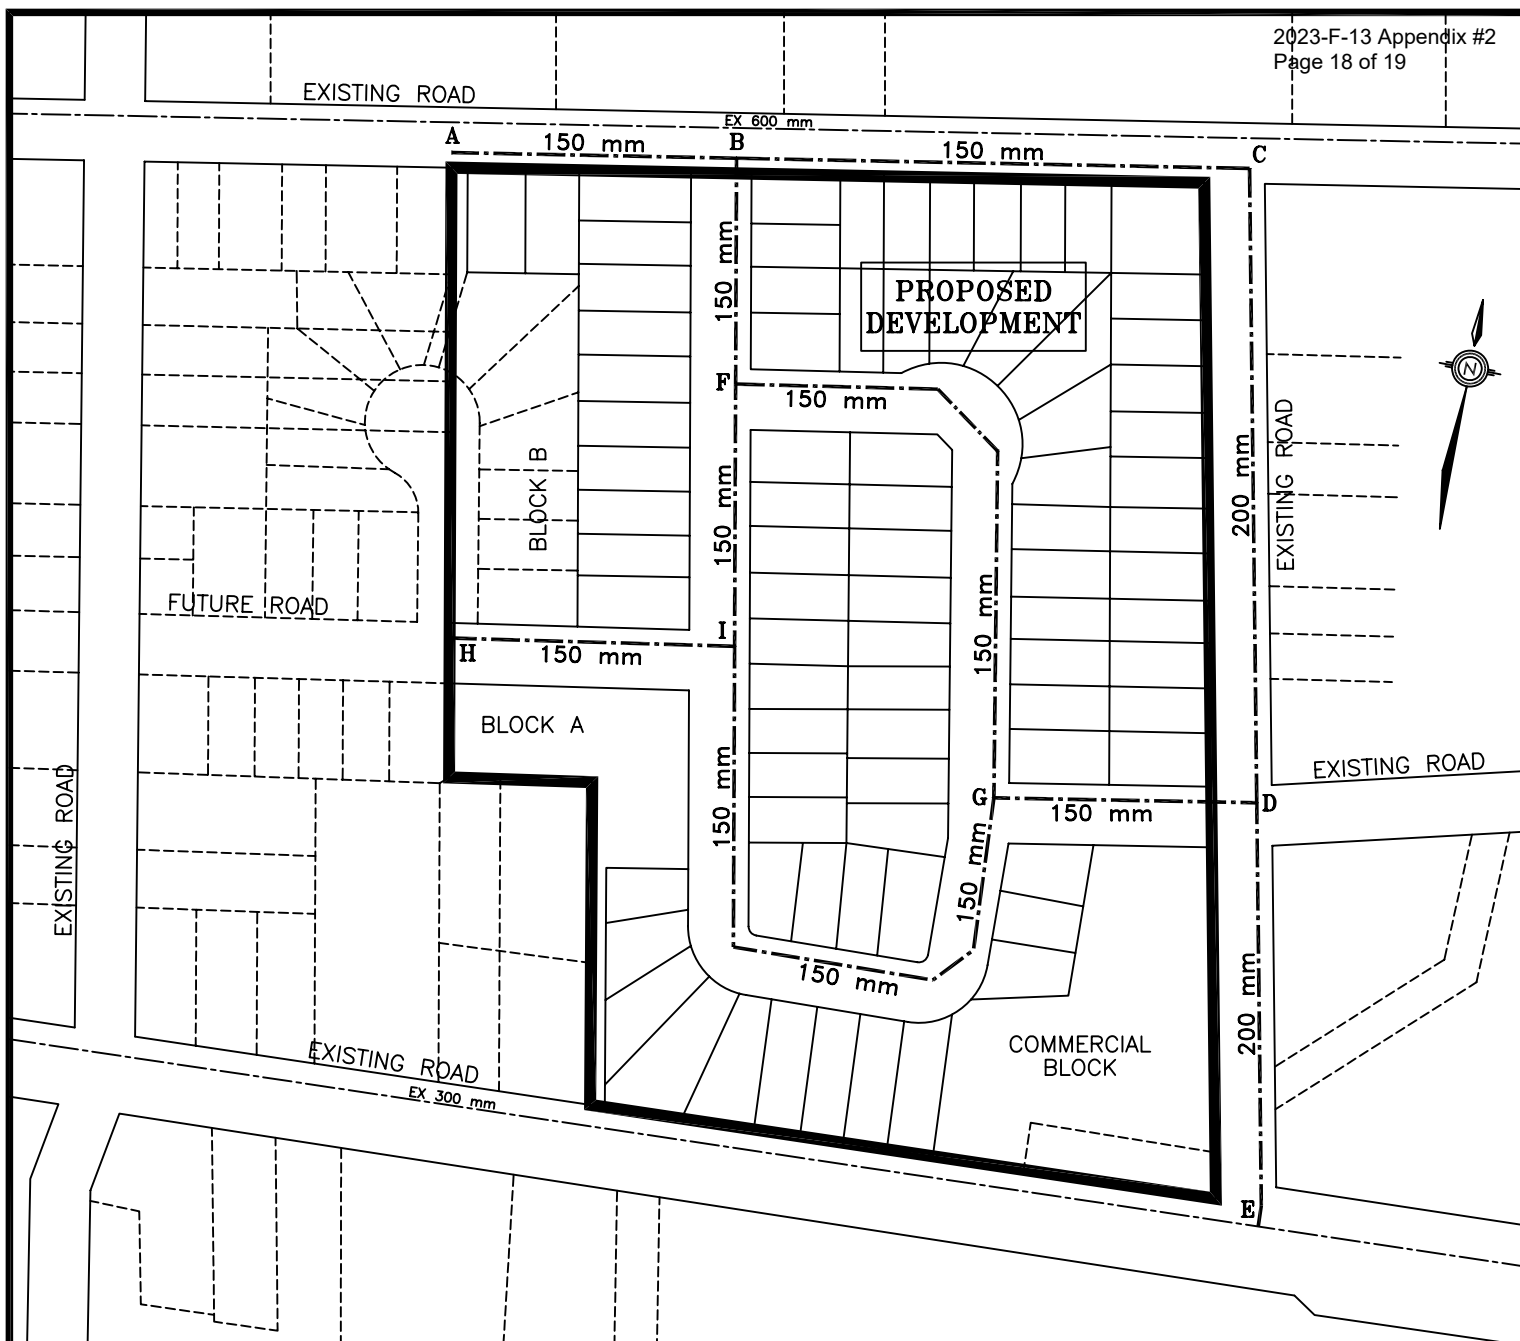 2023-F-13 Appendix #2
Page 18 of 19
EXISTING ROAD
EX 600 mm
A
150 mm
B
150 mm
C
150 mm
PROPOSED
DEVELOPMENT
F
150 mm
200 mm
EXISTING ROAD
N
BLOCK B
150 mm
150 mm
FUTURE ROAD
I
H
150 mm
BLOCK A
EXISTING ROAD
150 mm
G
150 mm
D
EXISTING ROAD
150 mm
150 mm
200 mm
COMMERCIAL
BLOCK
EXISTING ROAD
EX 300 mm
E